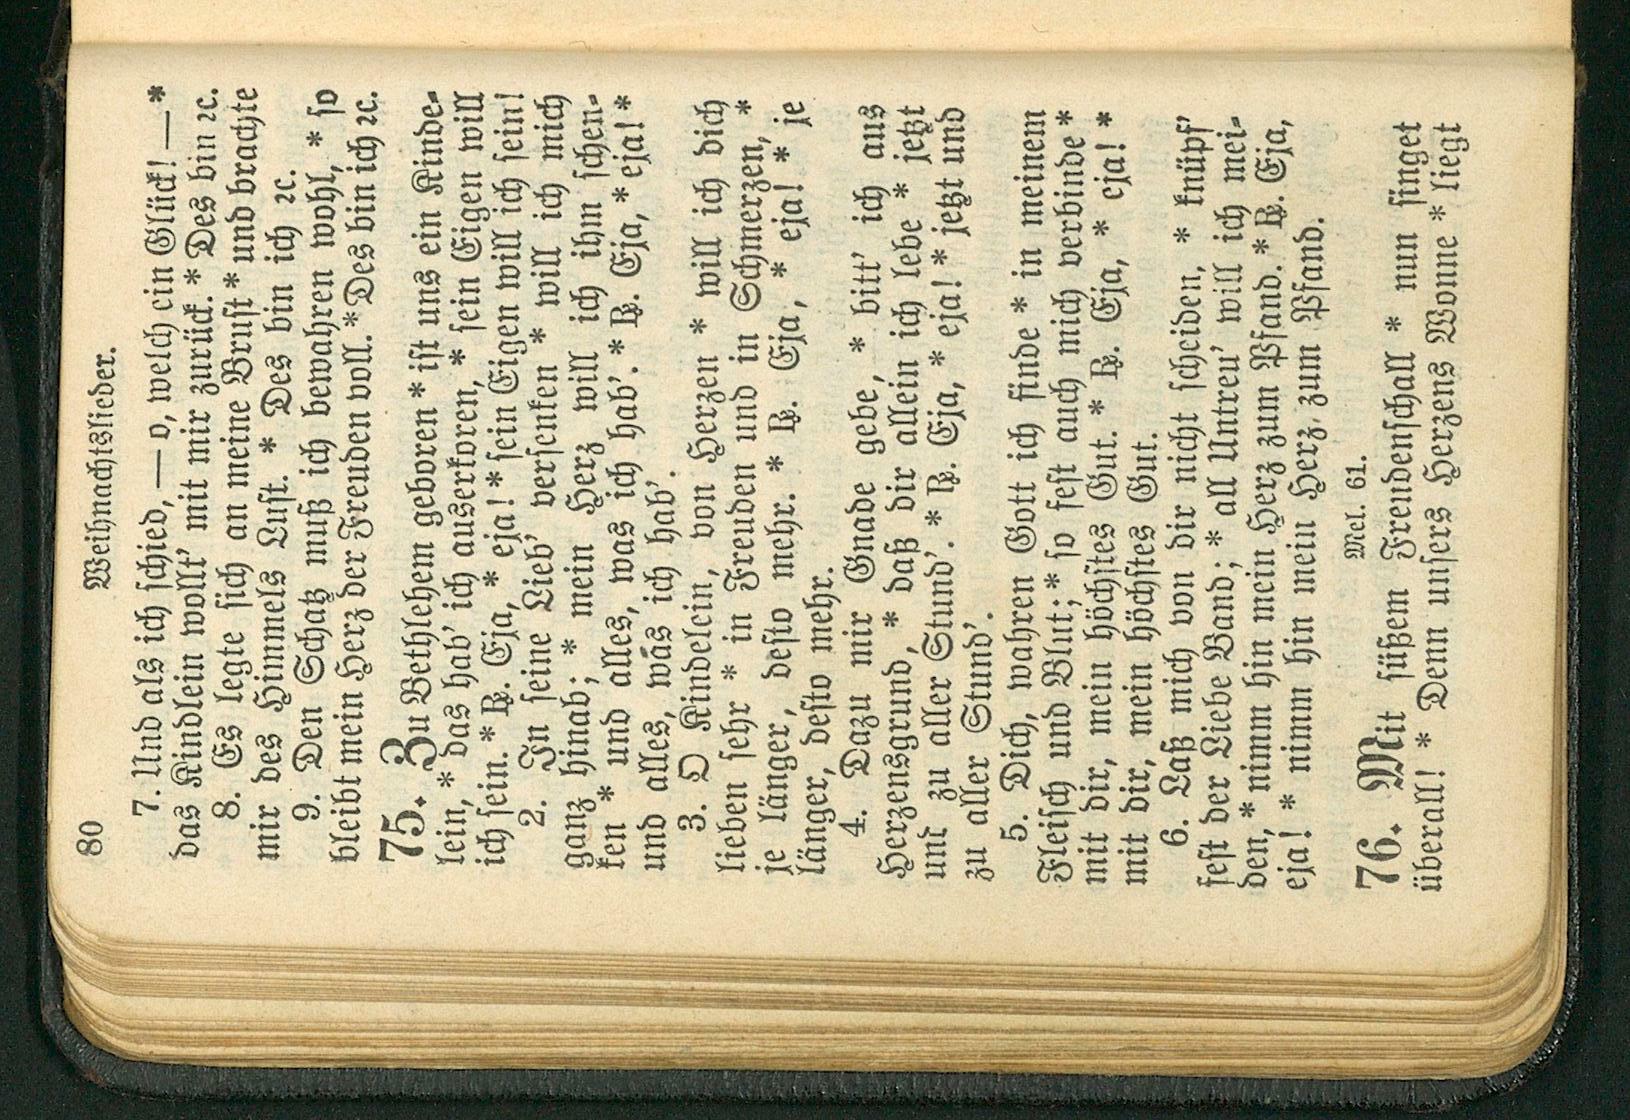 80 Weihnachtslieder.
7. Und als ich schied, — o, welch ein Glück! — *
das Kindlein wollt' mit mir zurück. * Des bin ꝛc.
8. Es legte sich an meine Brust * und brachte
mir des Himmels Lust. * Des bin ich ꝛc.
9. Den Schatz muß ich bewahren wohl, * so
bleibt mein Herz der Freuden voll. * Des bin ich ꝛc.
75. Zu Bethlehem geboren * ist uns ein Kinde-
lein, * das hab' ich auserkoren, * sein Eigen will
ich sein. * ℟. Eja, * eja! * sein Eigen will ich sein!
2. In seine Lieb' versenken * will ich mich
ganz hinab; * mein Herz will ich ihm schen-
ken * und alles, was ich hab'. * ℟. Eja, * eja! *
und alles, was ich hab'.
3. O Kindelein, von Herzen * will ich dich
lieben sehr * in Freuden und in Schmerzen, *
je länger, desto mehr. * ℟. Eja, * eja! * je
länger, desto mehr.
4. Dazu mir Gnade gebe, * bitt' ich aus
Herzensgrund, * daß dir allein ich lebe * jetzt
und zu aller Stund'. * ℟. Eja, * eja! * jetzt und
zu aller Stund'.
5. Dich, wahren Gott ich finde * in meinem
Fleisch und Blut; * so fest auch mich verbinde *
mit dir, mein höchstes Gut. * ℟. Eja, * eja! *
mit dir, mein höchstes Gut.
6. Laß mich von dir nicht scheiden, * knüpf'
fest der Liebe Band; * all Untreu' will ich mei-
den, * nimm hin mein Herz zum Pfand. * ℟. Eja,
eja! * nimm hin mein Herz, zum Pfand.
Mel. 61.
76. Mit süßem Freudenschall * nun singet
überall! * Denn unsers Herzens Wonne * liegt